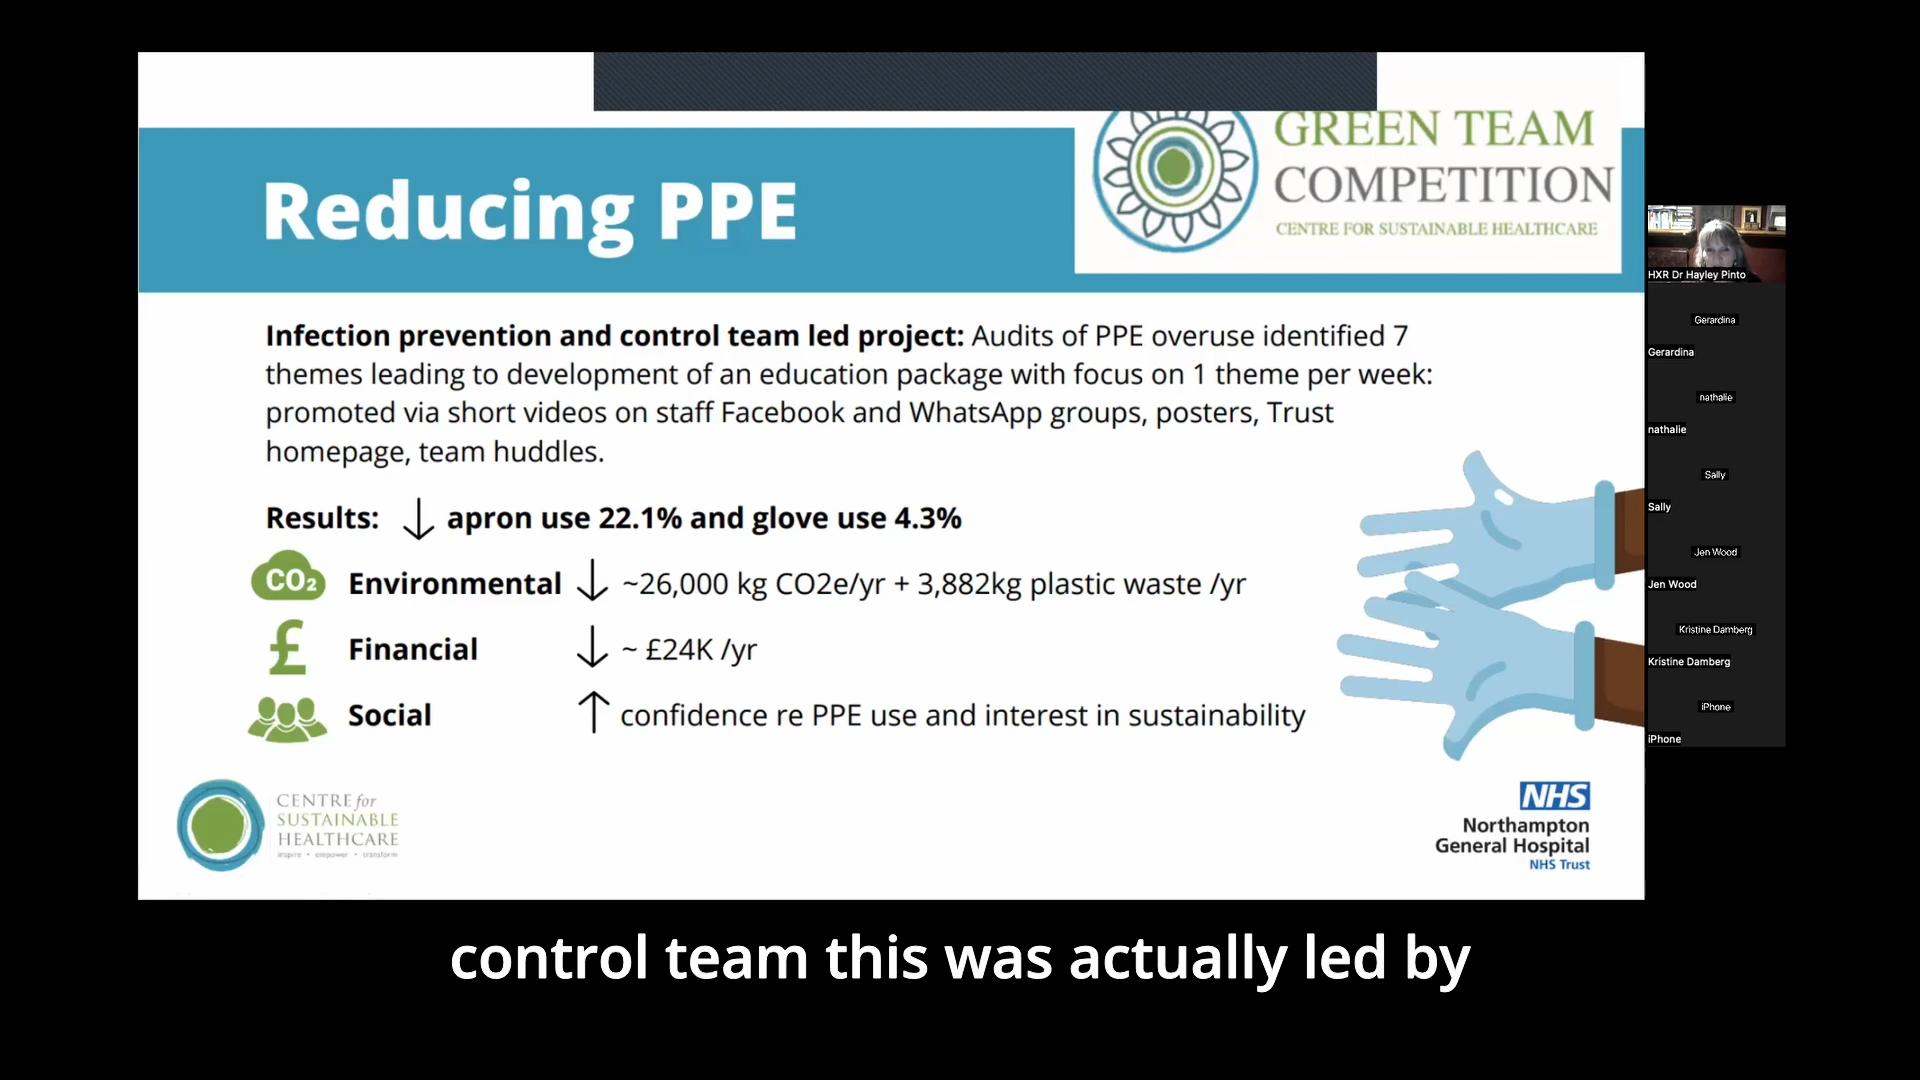 GREEN TEAM
COMPETITION
CENTRE FOR SUSTAINABLE HEALTHCARE
Reducing PPE
Infection prevention and control team led project: Audits of PPE overuse identified 7
themes leading to development of an education package with focus on 1 theme per week:
promoted via short videos on staff Facebook and WhatsApp groups, posters, Trust
homepage, team huddles.
Results: ↓ apron use 22.1% and glove use 4.3%
CO₂ Environmental ↓ ~26,000 kg CO2e/yr + 3,882kg plastic waste /yr
£ Financial ↓ ~ £24K /yr
Social ↑ confidence re PPE use and interest in sustainability
CENTRE for
SUSTAINABLE
HEALTHCARE
inspire • empower • transform
NHS
Northampton
General Hospital
NHS Trust
HXR Dr Hayley Pinto
Gerardina
Gerardina
nathalie
nathalie
Sally
Sally
Jen Wood
Jen Wood
Kristine Damberg
Kristine Damberg
iPhone
iPhone
control team this was actually led by